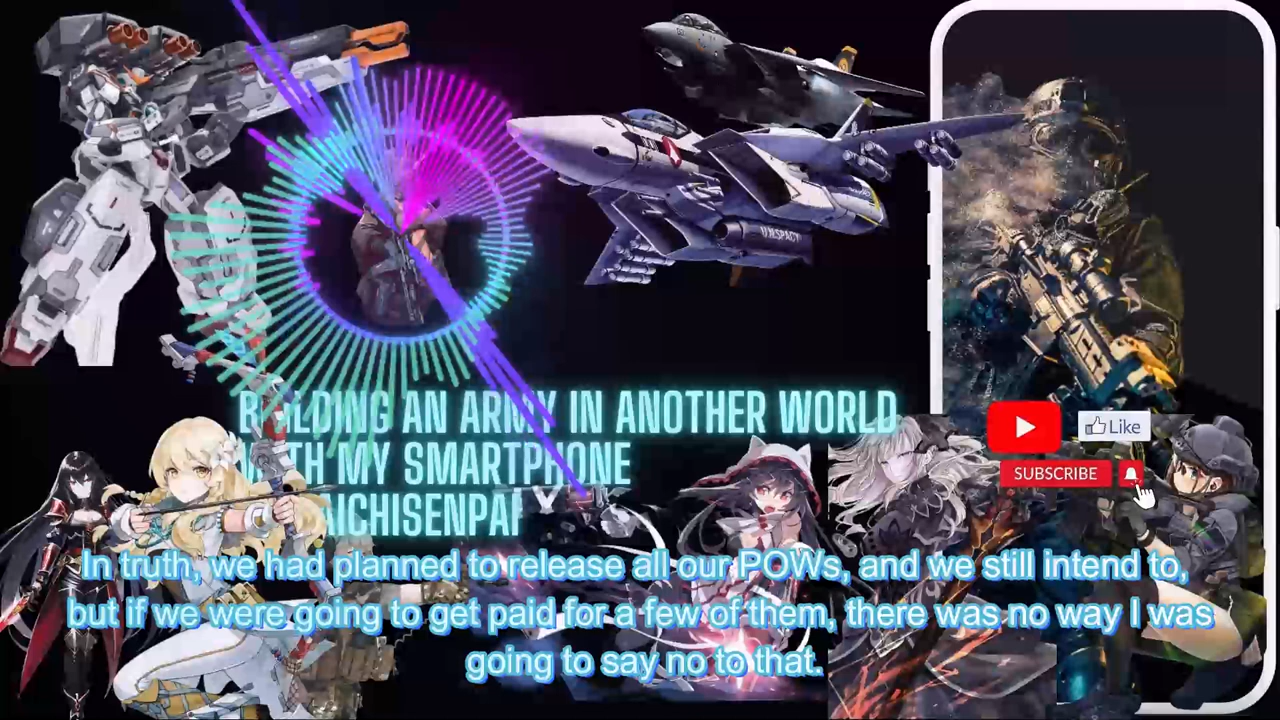 U.N.SPACY
BUILDING AN ARMY IN ANOTHER WORLD
WITH MY SMARTPHONE
AICHISENPAI
Like
SUBSCRIBE
In truth, we had planned to release all our POWs, and we still intend to,
but if we were going to get paid for a few of them, there was no way I was
going to say no to that.